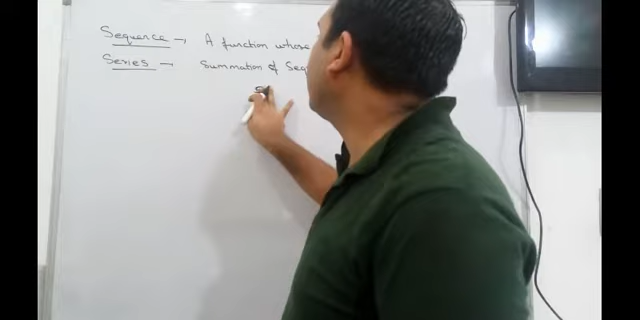 Sequence → A function whose
Series → Summation of Seq